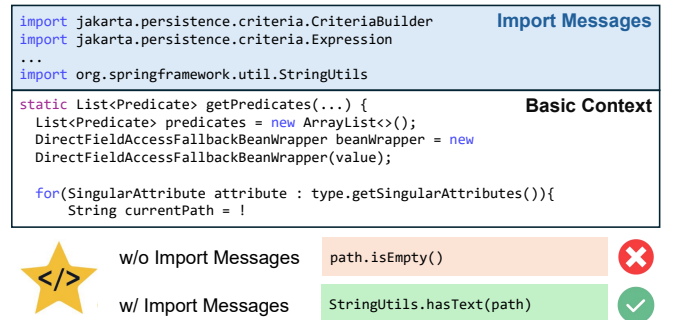 import jakarta.persistence.criteria.CriteriaBuilder Import Messages
import jakarta.persistence.criteria.Expression
...
import org.springframework.util.StringUtils
static List<Predicate> getPredicates(...) { Basic Context
List<Predicate> predicates = new ArrayList<>();
DirectFieldAccessFallbackBeanWrapper beanWrapper = new
DirectFieldAccessFallbackBeanWrapper(value);
for(SingularAttribute attribute : type.getSingularAttributes()){
String currentPath = !
</>
w/o Import Messages path.isEmpty()
w/ Import Messages StringUtils.hasText(path)